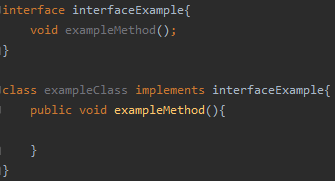 interface interfaceExample{
    void exampleMethod();
}

class exampleClass implements interfaceExample{
    public void exampleMethod(){

    }
}